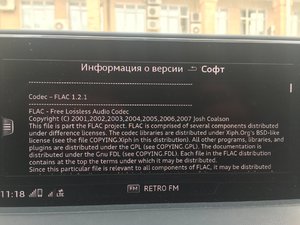 Информация о версии Софт
Codec – FLAC 1.2.1
FLAC - Free Lossless Audio Codec
Copyright (C) 2001,2002,2003,2004,2005,2006,2007 Josh Coalson
This file is part the FLAC project. FLAC is comprised of several components distributed
under difference licenses. The codec libraries are distributed under Xiph.Org's BSD-like
license (see the file COPYING.Xiph in this distribution). All other programs, libraries, and
plugins are distributed under the GPL (see COPYING.GPL). The documentation is
distributed under the Gnu FDL (see COPYING.FDL). Each file in the FLAC distribution
contains at the top the terms under which it may be distributed.
Since this particular file is relevant to all components of FLAC, it may be distributed
11:18 FM RETRO FM